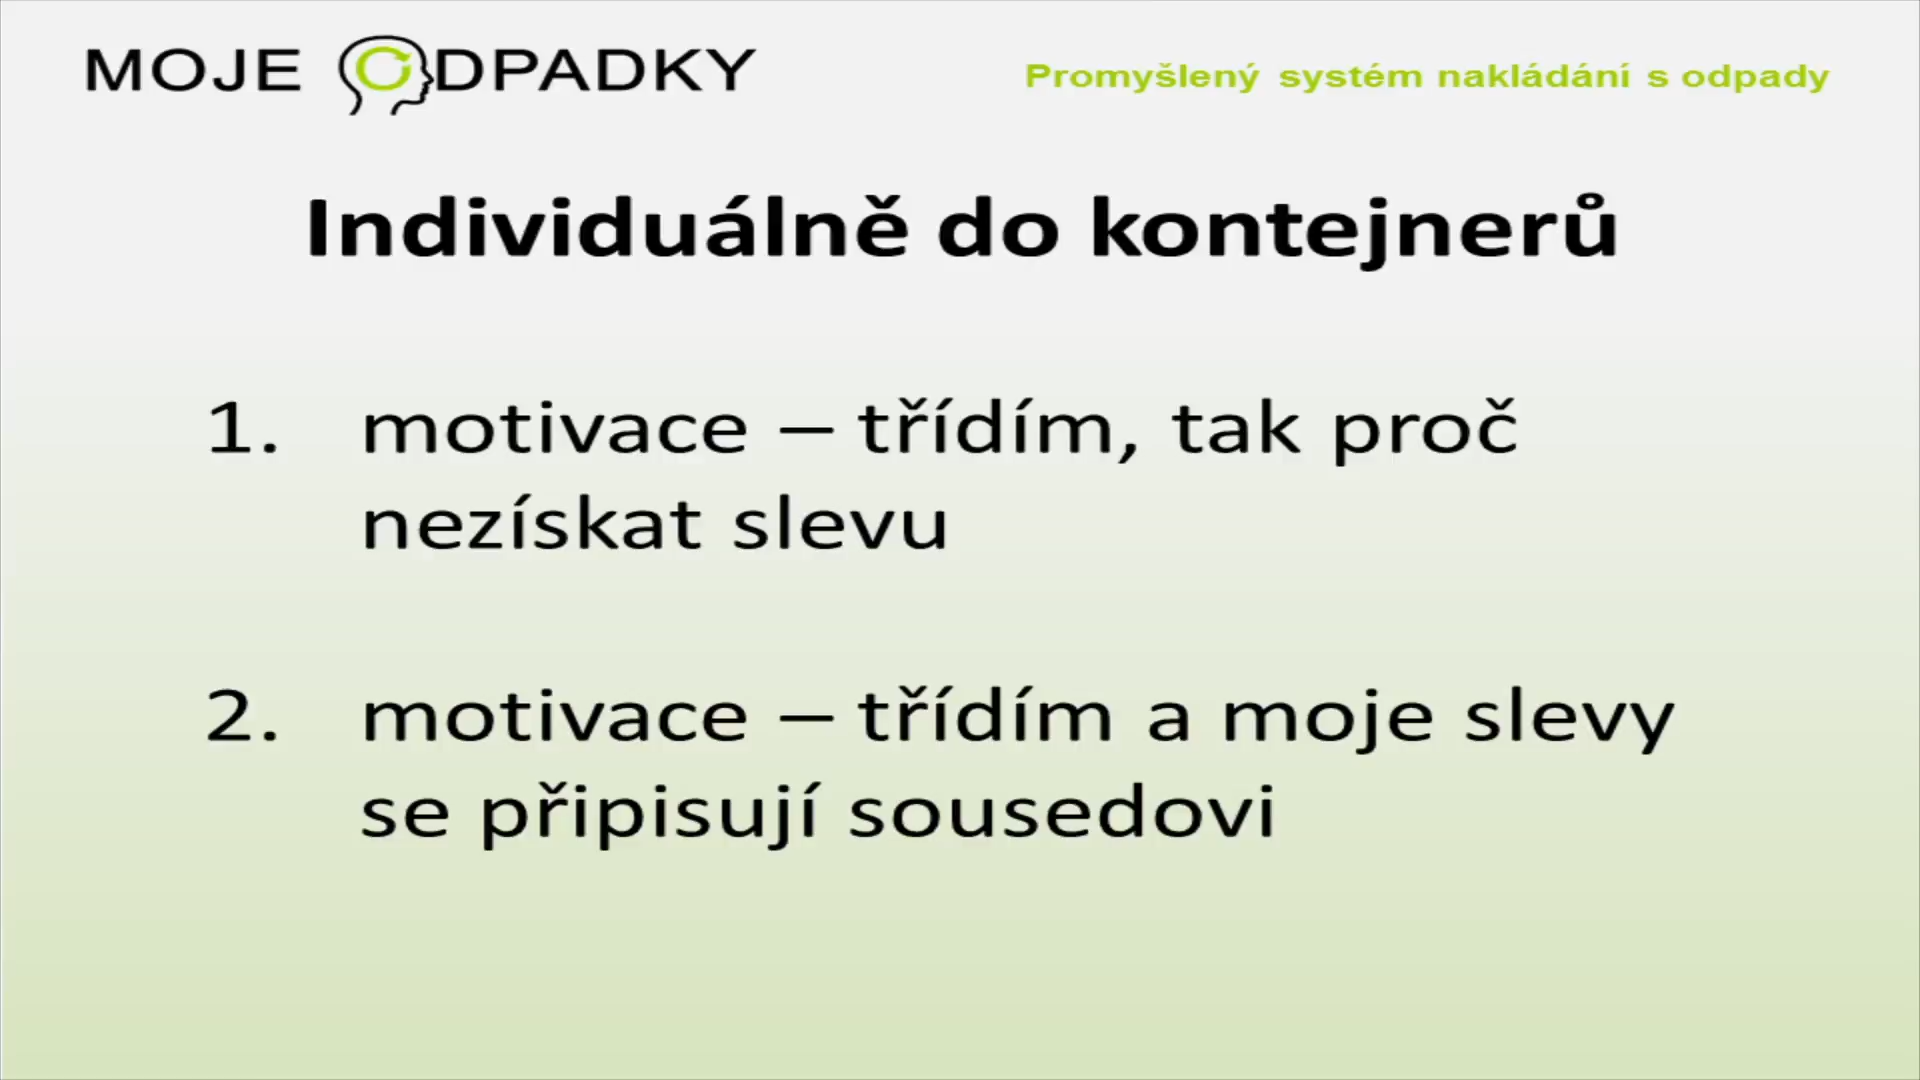 MOJE ODPADKY
Promyšlený systém nakládání s odpady
Individuálně do kontejnerů
1. motivace – třídím, tak proč
nezískat slevu
2. motivace – třídím a moje slevy
se připisují sousedovi